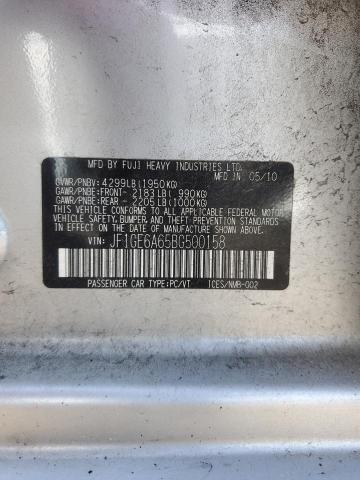 MFD BY FUJI HEAVY INDUSTRIES LTD.
MFD IN 05/10
GVWR/PNBV: 4299LB(1950KG)
GAWR/PNBE:FRONT- 2183LB( 990KG)
GAWR/PNBE:REAR - 2205LB(1000KG)
THIS VEHICLE CONFORMS TO ALL APPLICABLE FEDERAL MOTOR
VEHICLE SAFETY, BUMPER, AND THEFT PREVENTION STANDARDS
IN EFFECT ON THE DATE OF MANUFACTURE SHOWN ABOVE.
VIN: JF1GE6A65BG500158
PASSENGER CAR TYPE:PC/VT ICES/NMB-002